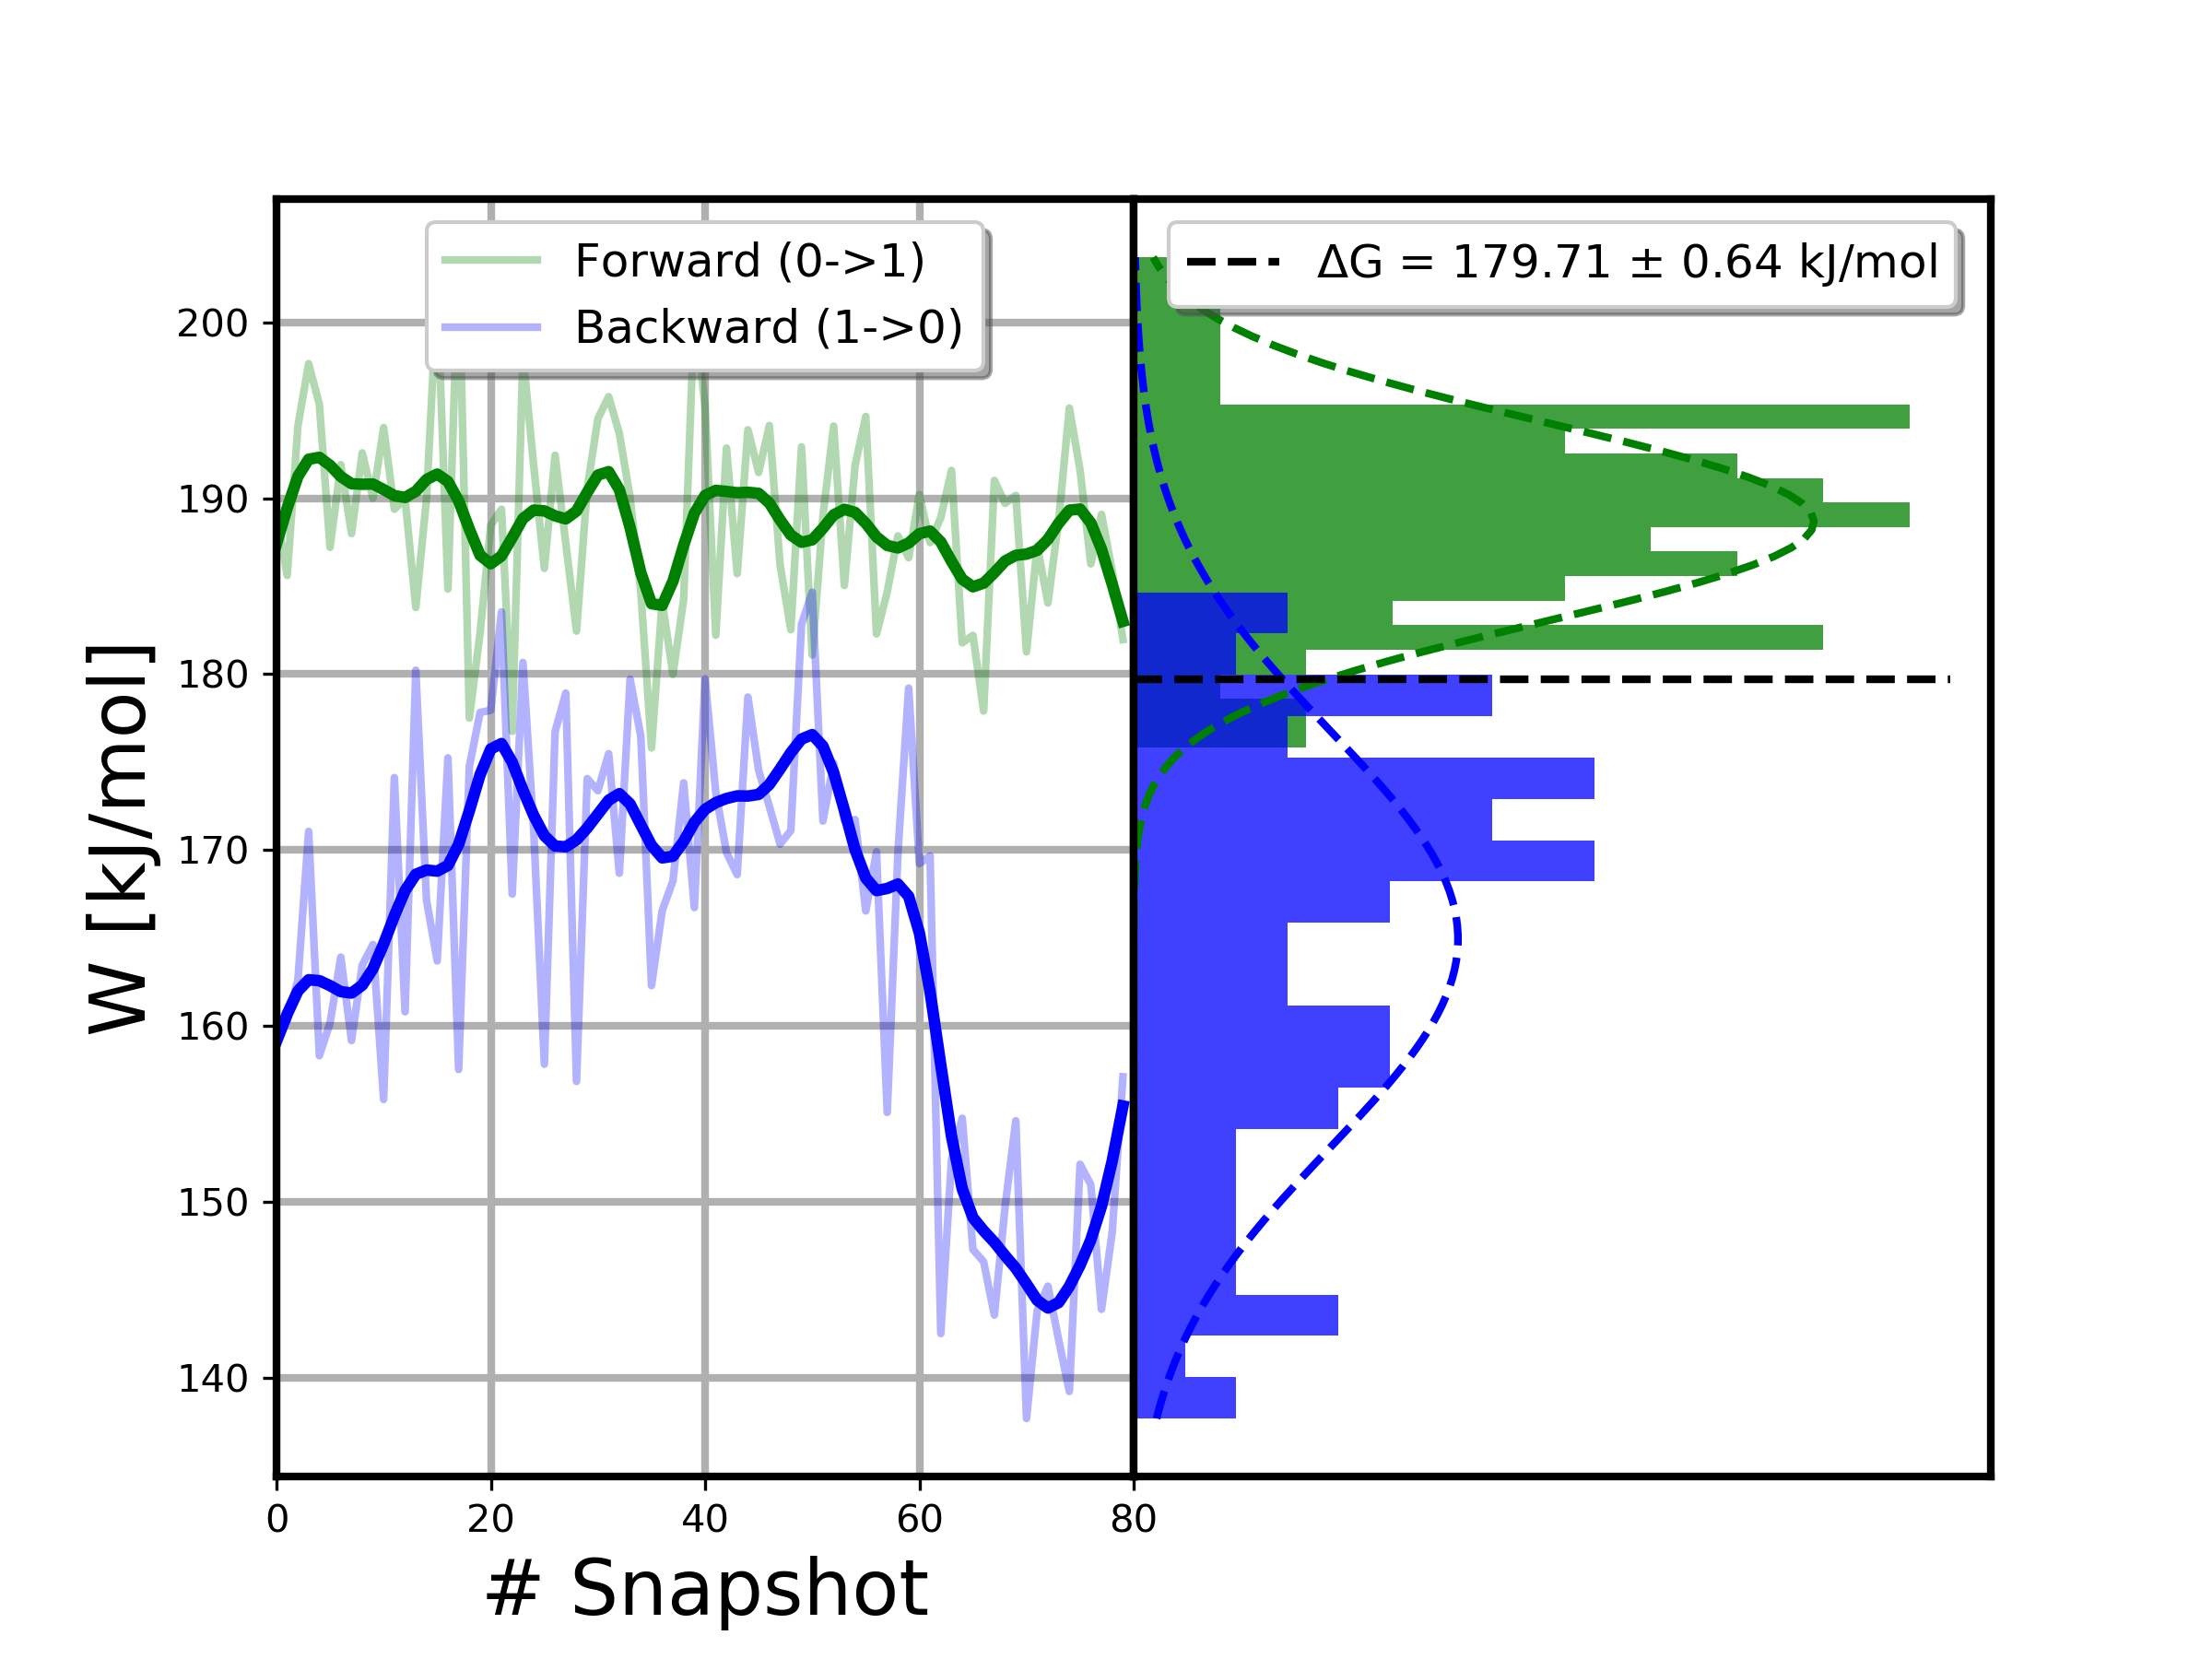 Forward (0->1)
Backward (1->0)
ΔG = 179.71 ± 0.64 kJ/mol
W [kJ/mol]
200
190
180
170
160
150
140
0 20 40 60 80
# Snapshot